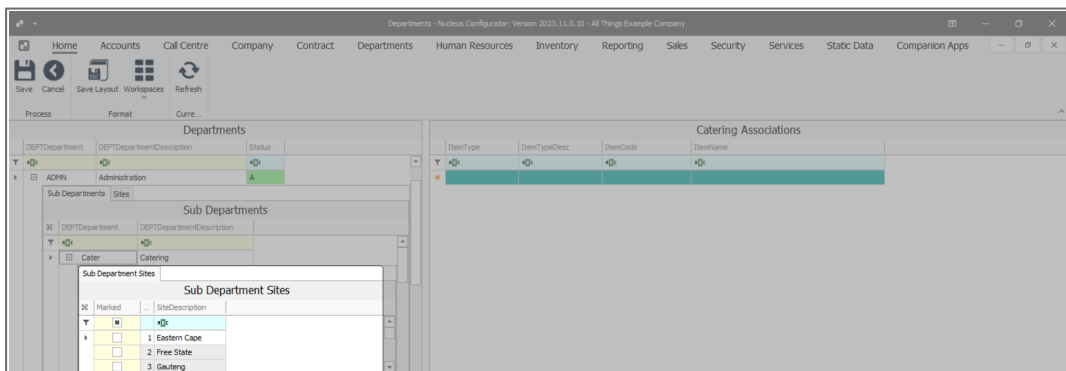 Departments - Nucleus Configurator: Version 2023.11.0.10 - All Things Example Company
Home Accounts Call Centre Company Contract Departments Human Resources Inventory Reporting Sales Security Services Static Data Companion Apps
Save Cancel Save Layout Workspaces Refresh
Process Format Curre...
Departments Catering Associations
DEPTDepartment DEPTDepartmentDescription Status ItemType ItemTypeDesc ItemCode ItemName
ADMN Administration A
Sub Departments Sites
Sub Departments
DEPTDepartment DEPTDepartmentDescription
Cater Catering
Sub Department Sites
Sub Department Sites
Marked ... SiteDescription
1 Eastern Cape
2 Free State
3 Gauteng